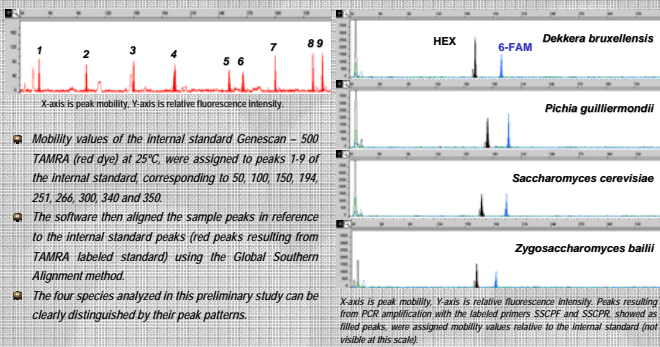 1 2 3 4 5 6 7 8 9
X-axis is peak mobility, Y-axis is relative fluorescence intensity.
Mobility values of the internal standard Genescan – 500
TAMRA (red dye) at 25°C, were assigned to peaks 1-9 of
the internal standard, corresponding to 50, 100, 150, 194,
251, 266, 300, 340 and 350.
The software then aligned the sample peaks in reference
to the internal standard peaks (red peaks resulting from
TAMRA labeled standard) using the Global Southern
Alignment method.
The four species analyzed in this preliminary study can be
clearly distinguished by their peak patterns.
Dekkera bruxellensis
HEX
6-FAM
Pichia guilliermondii
Saccharomyces cerevisiae
Zygosaccharomyces bailii
X-axis is peak mobility, Y-axis is relative fluorescence intensity. Peaks resulting
from PCR amplification with the labeled primers SSCPF and SSCPR, showed as
filled peaks, were assigned mobility values relative to the internal standard (not
visible at this scale).